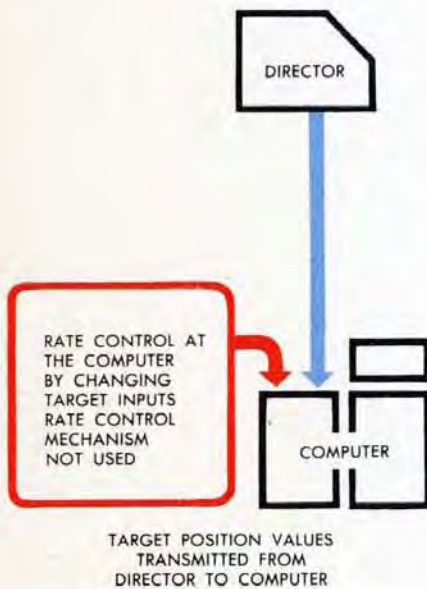 DIRECTOR
RATE CONTROL AT
THE COMPUTER
BY CHANGING
TARGET INPUTS
RATE CONTROL
MECHANISM
NOT USED
COMPUTER
TARGET POSITION VALUES
TRANSMITTED FROM
DIRECTOR TO COMPUTER